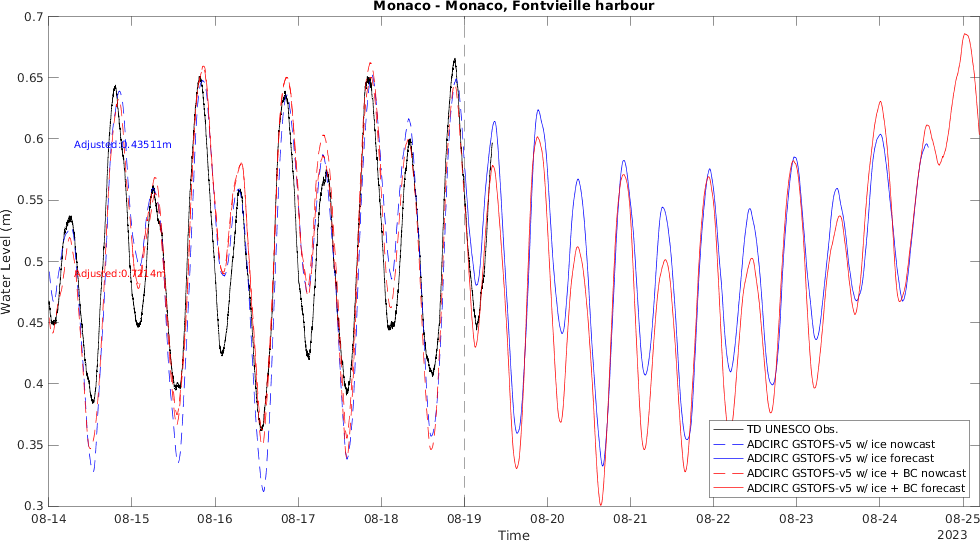 Monaco - Monaco, Fontvieille harbour
0.7
0.65
0.6
0.55
0.5
0.45
0.4
0.35
0.3
Water Level (m)
Adjusted:0.43511m
Adjusted:0.7214m
TD UNESCO Obs.
ADCIRC GSTOFS-v5 w/ ice nowcast
ADCIRC GSTOFS-v5 w/ ice forecast
ADCIRC GSTOFS-v5 w/ ice + BC nowcast
ADCIRC GSTOFS-v5 w/ ice + BC forecast
08-14 08-15 08-16 08-17 08-18 08-19 08-20 08-21 08-22 08-23 08-24 08-25
Time
2023